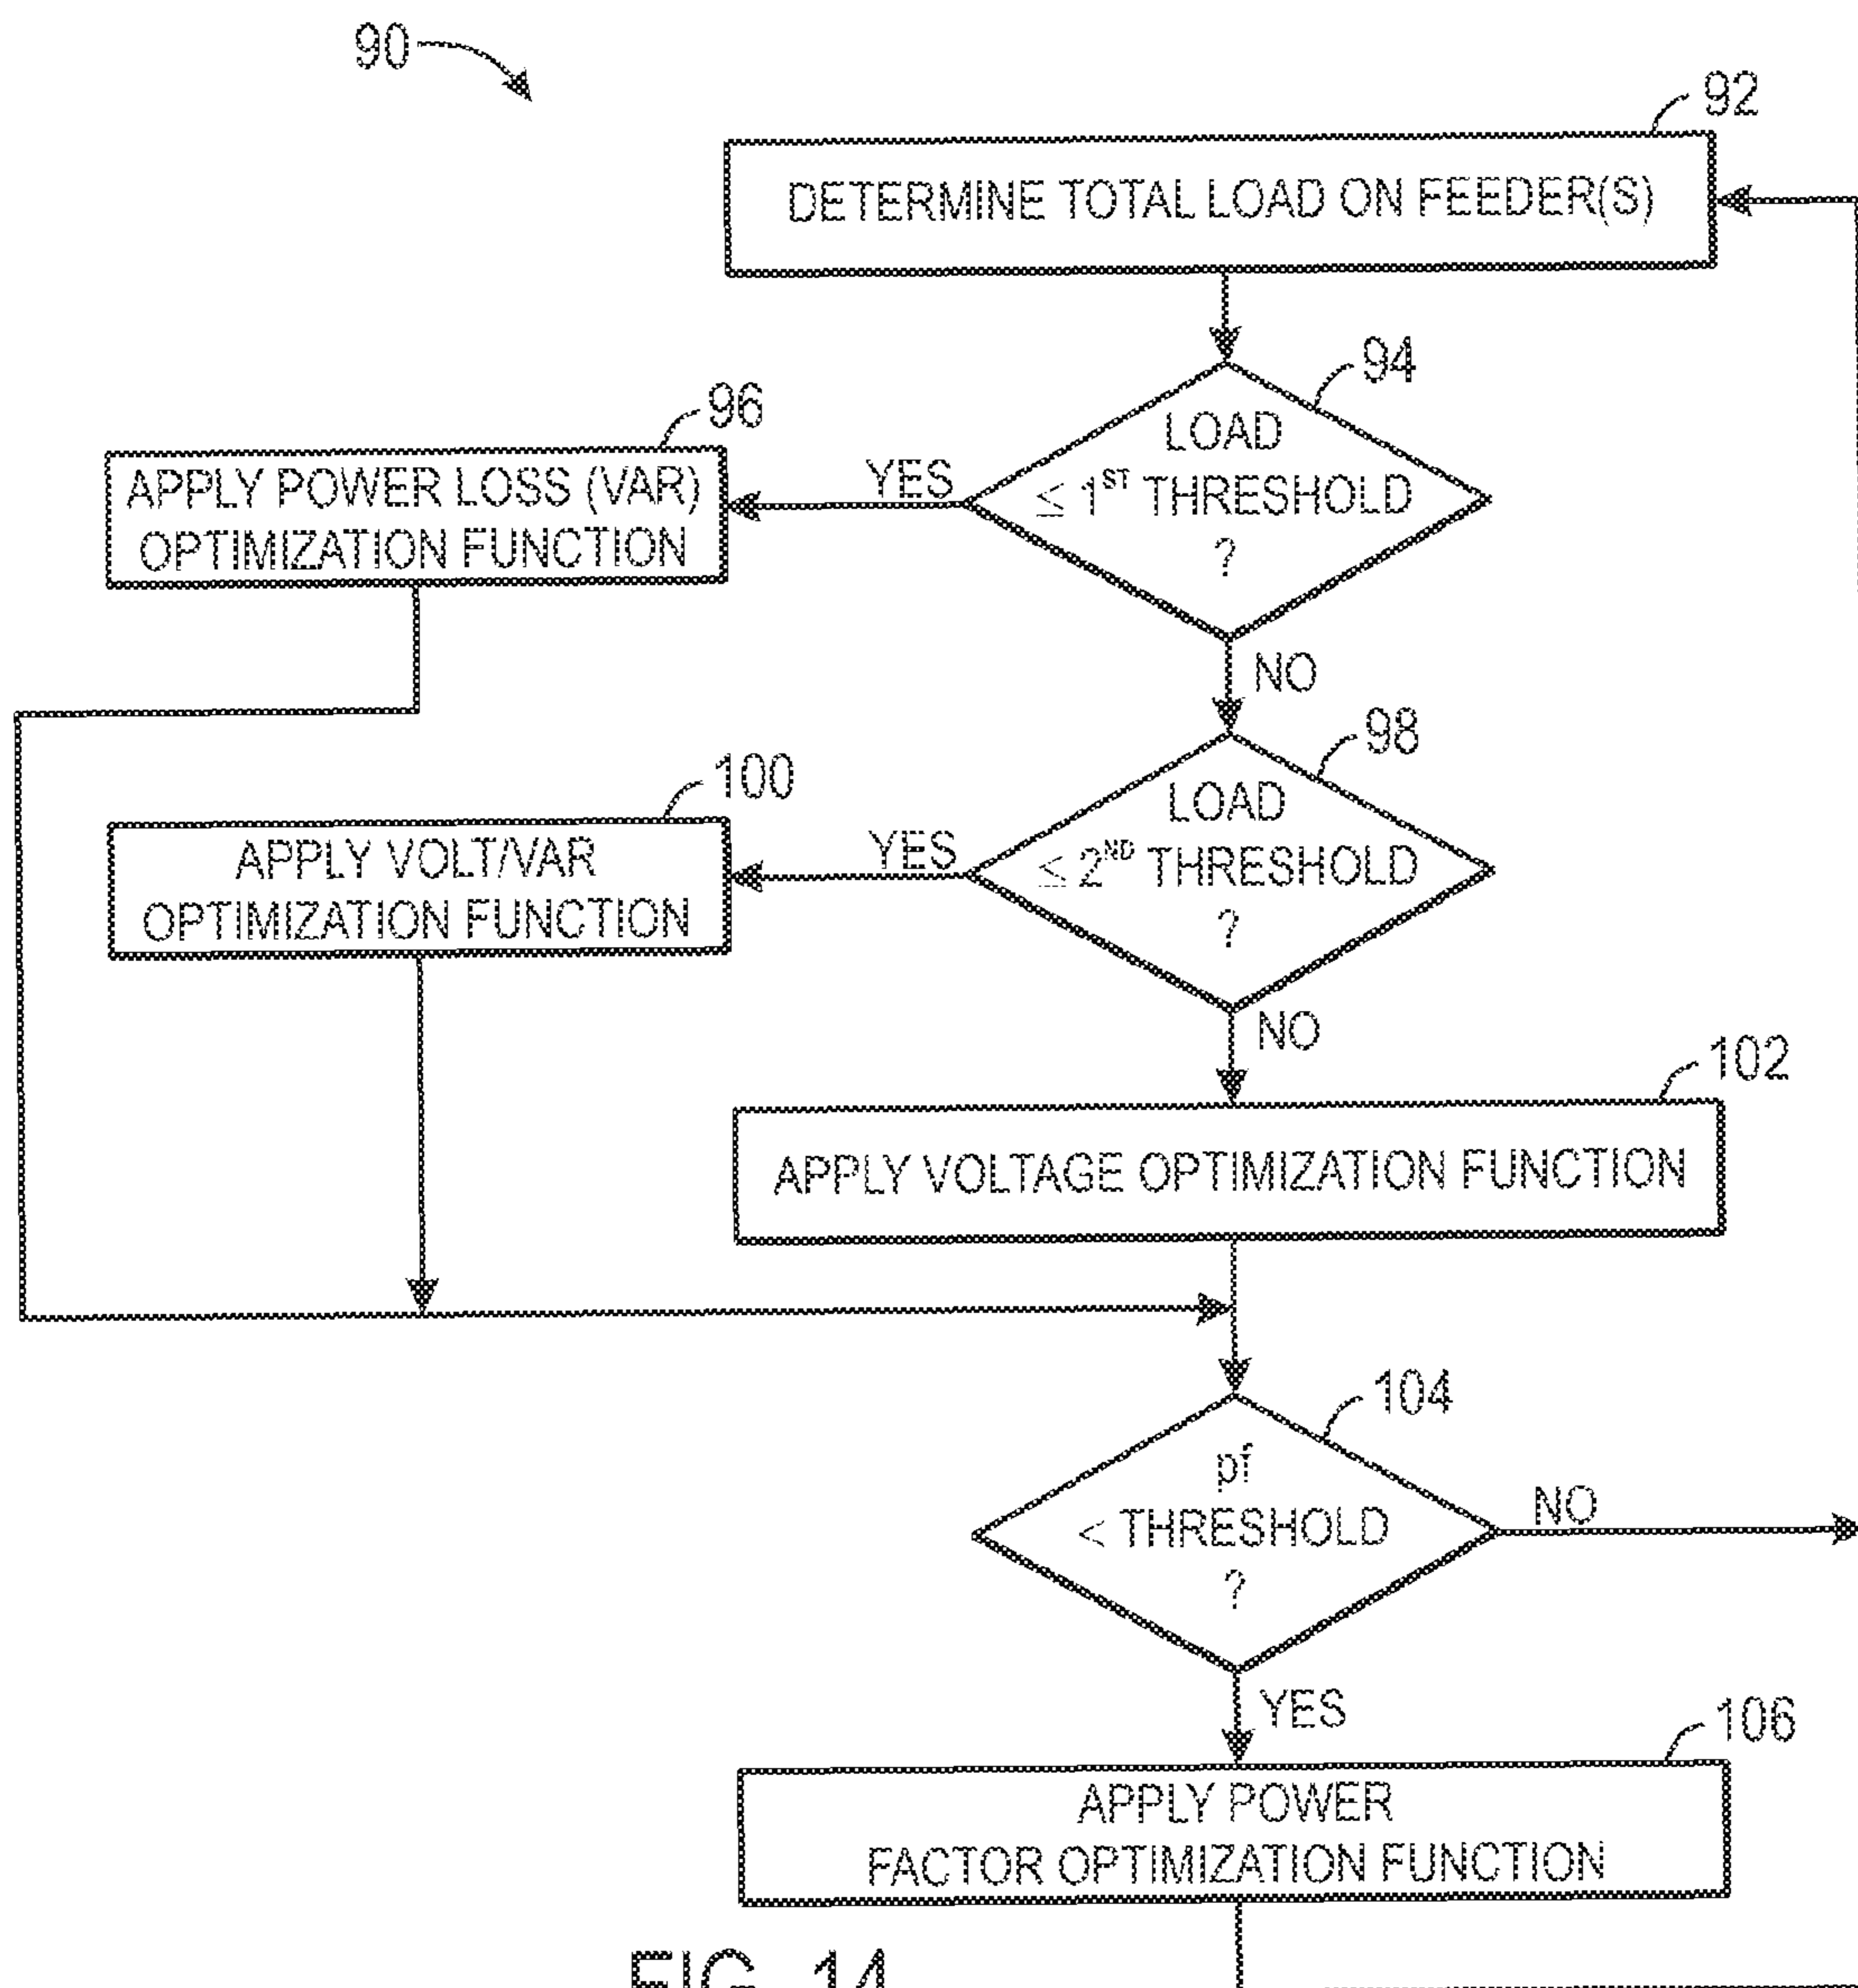 90
92
DETERMINE TOTAL LOAD ON FEEDER(S)
94
LOAD
≤ 1ST THRESHOLD
?
YES
96
APPLY POWER LOSS (VAR)
OPTIMIZATION FUNCTION
NO
98
LOAD
≤ 2ND THRESHOLD
?
YES
100
APPLY VOLT/VAR
OPTIMIZATION FUNCTION
NO
102
APPLY VOLTAGE OPTIMIZATION FUNCTION
104
pf
< THRESHOLD
?
NO
YES
106
APPLY POWER
FACTOR OPTIMIZATION FUNCTION
FIG. 14